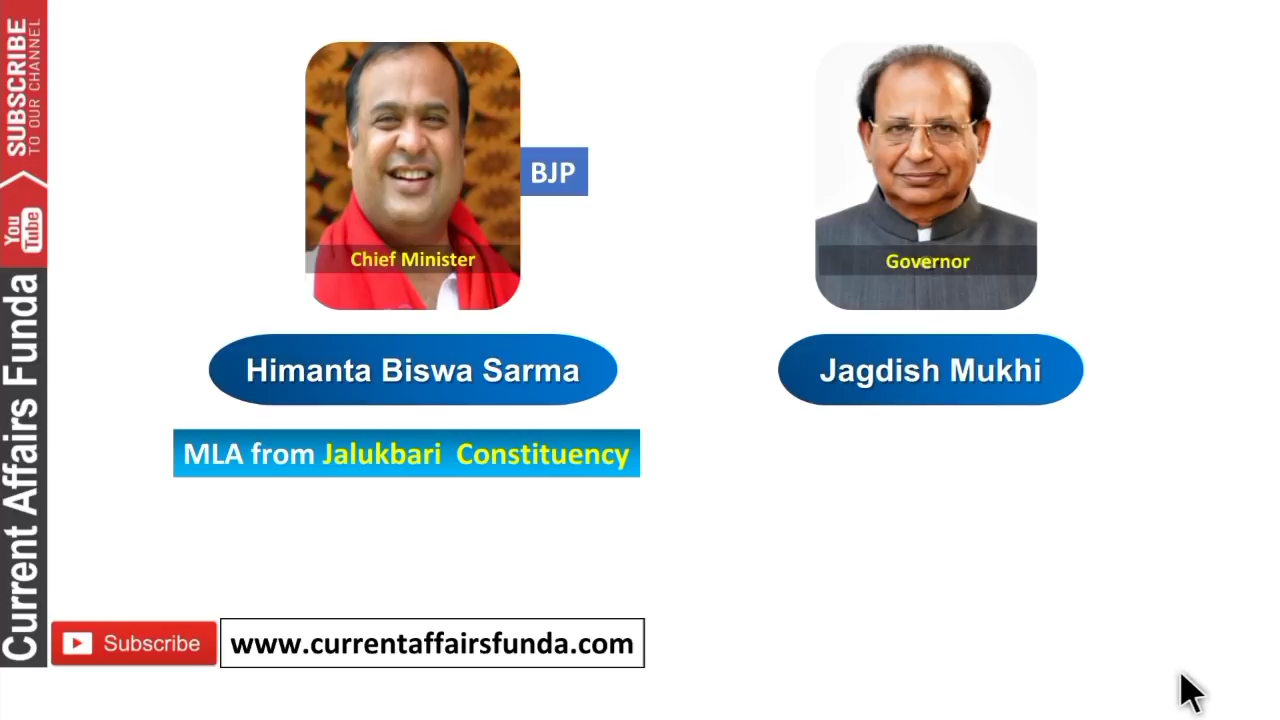 SUBSCRIBE
TO OUR CHANNEL
You
Tube
Current Affairs Funda
BJP
Chief Minister
Governor
Himanta Biswa Sarma
Jagdish Mukhi
MLA from Jalukbari Constituency
Subscribe
www.currentaffairsfunda.com